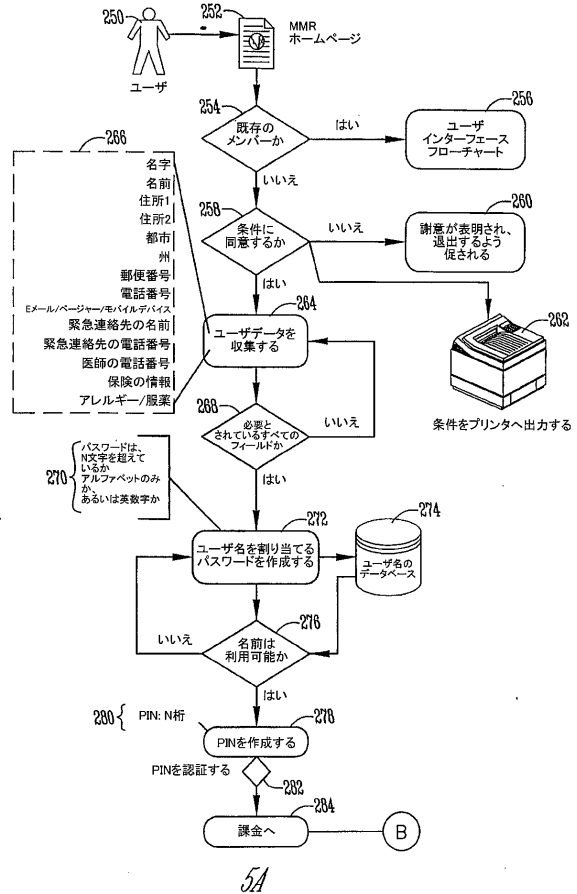 250
ユーザ
252
MMR
ホームページ
254
既存の
メンバーか
はい
256
ユーザ
インターフェース
フローチャート
いいえ
266
名字
名前
住所1
住所2
都市
州
郵便番号
電話番号
Eメール/ページャー/モバイルデバイス
緊急連絡先の名前
緊急連絡先の電話番号
医師の電話番号
保険の情報
アレルギー/服薬
258
条件に
同意するか
いいえ
260
謝意が表明され、
退出するよう
促される
はい
262
条件をプリンタへ出力する
264
ユーザデータを
収集する
268
必要と
されているすべての
フィールドか
いいえ
はい
270
パスワードは、
N文字を超えて
いるか
アルファベットのみ
か、
あるいは英数字か
272
ユーザ名を割り当てる
パスワードを作成する
274
ユーザ名の
データベース
276
名前は
利用可能か
いいえ
はい
280
PIN: N桁
278
PINを作成する
PINを認証する
282
284
課金へ
B
5A